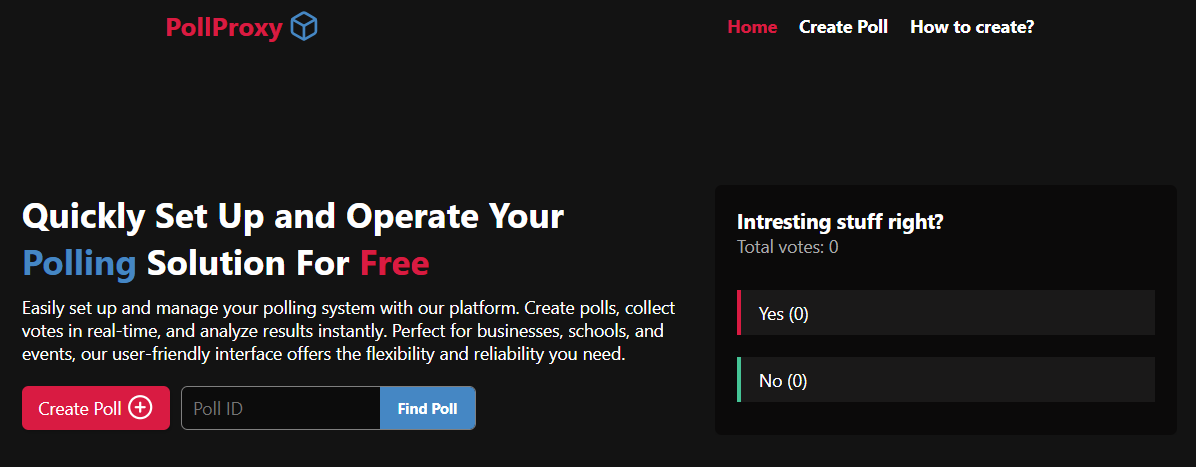 PollProxy
Home Create Poll How to create?
Quickly Set Up and Operate Your
Polling Solution For Free
Easily set up and manage your polling system with our platform. Create polls, collect
votes in real-time, and analyze results instantly. Perfect for businesses, schools, and
events, our user-friendly interface offers the flexibility and reliability you need.
Create Poll
Poll ID
Find Poll
Intresting stuff right?
Total votes: 0
Yes (0)
No (0)